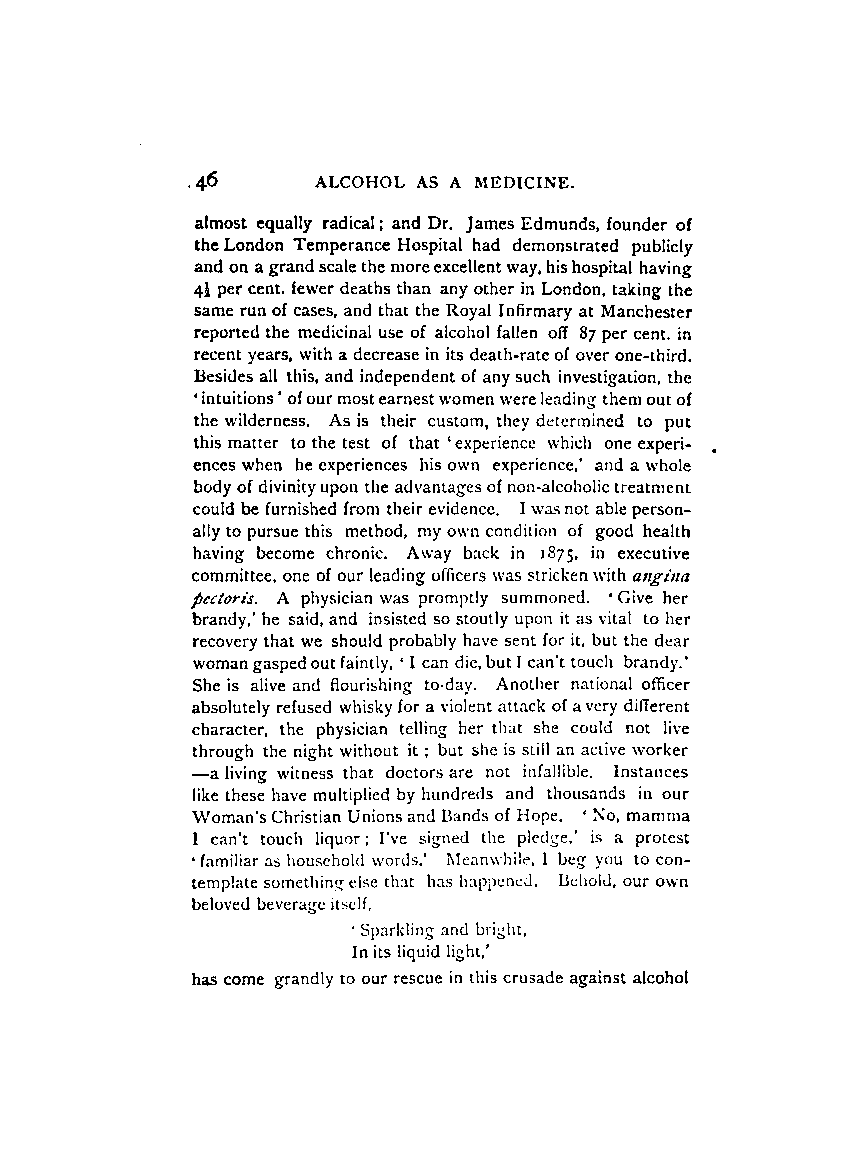 46 ALCOHOL AS A MEDICINE.
almost equally radical; and Dr. James Edmunds, founder of
the London Temperance Hospital had demonstrated publicly
and on a grand scale the more excellent way, his hospital having
4½ per cent. fewer deaths than any other in London, taking the
same run of cases, and that the Royal Infirmary at Manchester
reported the medicinal use of alcohol fallen off 87 per cent. in
recent years, with a decrease in its death-rate of over one-third.
Besides all this, and independent of any such investigation, the
‘intuitions’ of our most earnest women were leading them out of
the wilderness. As is their custom, they determined to put
this matter to the test of that ‘experience which one experi-
ences when he experiences his own experience,’ and a whole
body of divinity upon the advantages of non-alcoholic treatment
could be furnished from their evidence. I was not able person-
ally to pursue this method, my own condition of good health
having become chronic. Away back in 1875, in executive
committee, one of our leading officers was stricken with angina
pectoris. A physician was promptly summoned. ‘Give her
brandy,’ he said, and insisted so stoutly upon it as vital to her
recovery that we should probably have sent for it, but the dear
woman gasped out faintly, ‘I can die, but I can't touch brandy.’
She is alive and flourishing to-day. Another national officer
absolutely refused whisky for a violent attack of a very different
character, the physician telling her that she could not live
through the night without it; but she is still an active worker
—a living witness that doctors are not infallible. Instances
like these have multiplied by hundreds and thousands in our
Woman's Christian Unions and Bands of Hope. ‘No, mamma
I can't touch liquor; I've signed the pledge,’ is a protest
‘familiar as household words.’ Meanwhile, I beg you to con-
template something else that has happened. Behold, our own
beloved beverage itself,
‘Sparkling and bright,
In its liquid light,’
has come grandly to our rescue in this crusade against alcohol